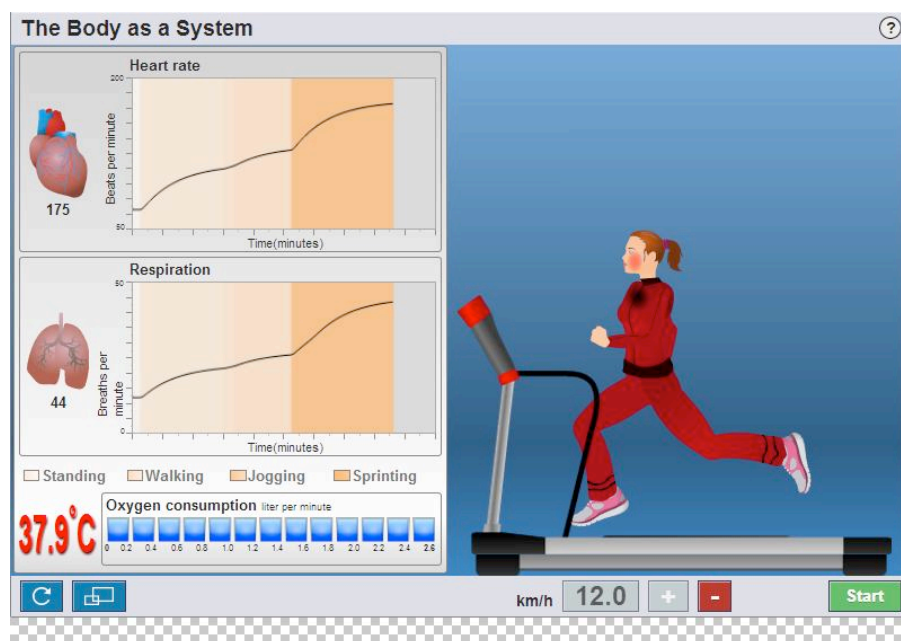 The Body as a System
?
Heart rate
200
Beats per minute
50
175
Time(minutes)
Respiration
50
Breaths per
minute
0
44
Time(minutes)
Standing Walking Jogging Sprinting
37.9°C
Oxygen consumption liter per minute
0 0.2 0.4 0.6 0.8 1.0 1.2 1.4 1.6 1.8 2.0 2.2 2.4 2.6
km/h 12.0 + - Start